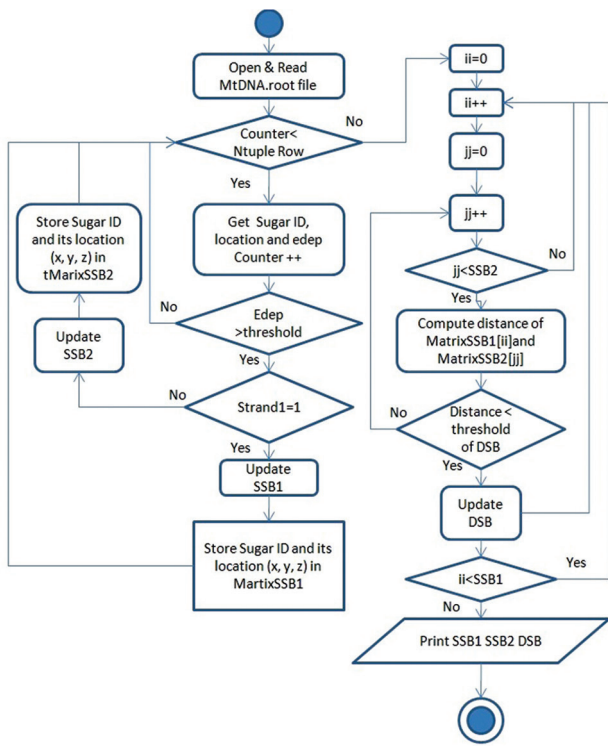 Open & Read
MtDNA.root file
Counter<
Ntuple Row
No
Yes
Get Sugar ID,
location and edep
Counter ++
Edep
>threshold
No
Yes
Strand1=1
No
Yes
Update
SSB2
Store Sugar ID
and its location
(x, y, z) in
tMarixSSB2
Update
SSB1
Store Sugar ID and its
location (x, y, z) in
MartixSSB1
ii=0
ii++
jj=0
jj++
jj<SSB2
No
Yes
Compute distance of
MatrixSSB1[ii]and
MatrixSSB2[jj]
Distance <
threshold
of DSB
No
Yes
Update
DSB
ii<SSB1
Yes
No
Print SSB1 SSB2 DSB